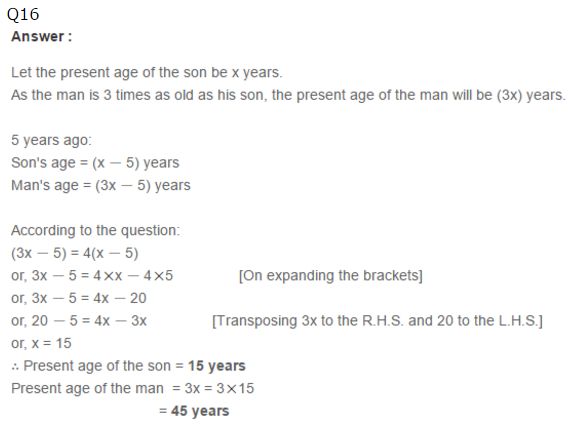 Q16
Answer :
Let the present age of the son be x years.
As the man is 3 times as old as his son, the present age of the man will be (3x) years.
5 years ago:
Son's age = (x − 5) years
Man's age = (3x − 5) years
According to the question:
(3x − 5) = 4(x − 5)
or, 3x − 5 = 4×x − 4×5 [On expanding the brackets]
or, 3x − 5 = 4x − 20
or, 20 − 5 = 4x − 3x [Transposing 3x to the R.H.S. and 20 to the L.H.S.]
or, x = 15
∴ Present age of the son = 15 years
Present age of the man = 3x = 3×15
= 45 years